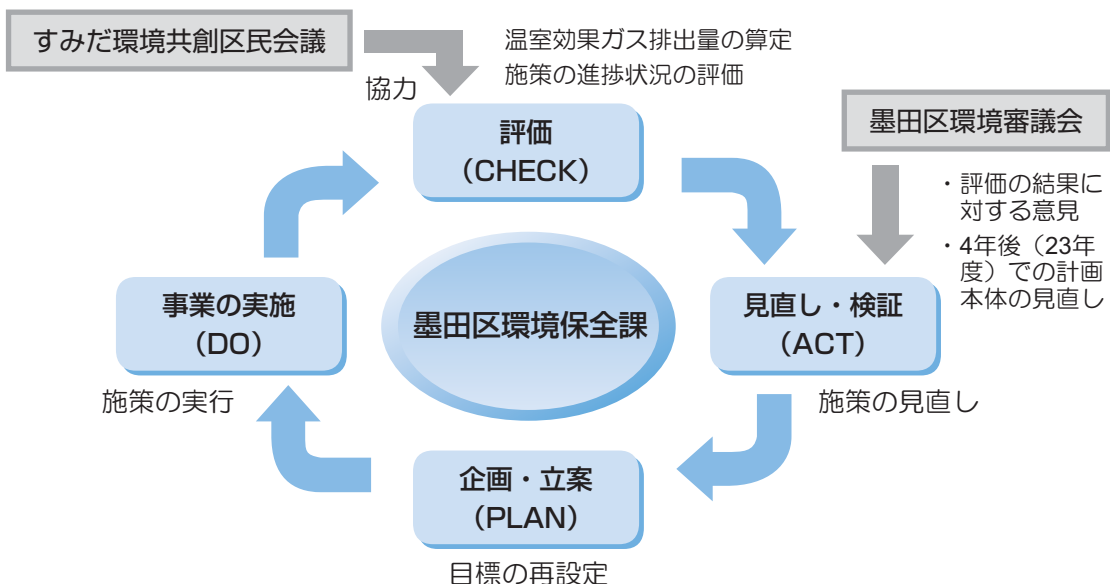 すみだ環境共創区民会議
協力
温室効果ガス排出量の算定
施策の進捗状況の評価
評価
(CHECK)
墨田区環境審議会
・評価の結果に
対する意見
・4年後(23年
度)での計画
本体の見直し
事業の実施
(DO)
施策の実行
墨田区環境保全課
見直し・検証
(ACT)
施策の見直し
企画・立案
(PLAN)
目標の再設定